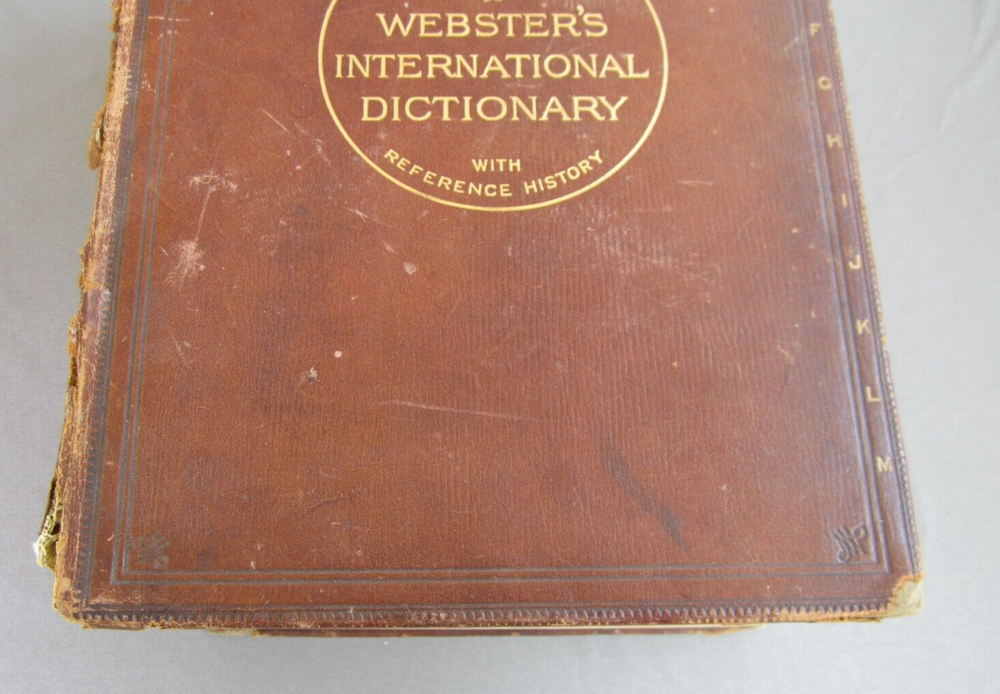 WEBSTER'S
INTERNATIONAL
DICTIONARY
WITH
REFERENCE HISTORY
F
G
H
I
J
K
L
M